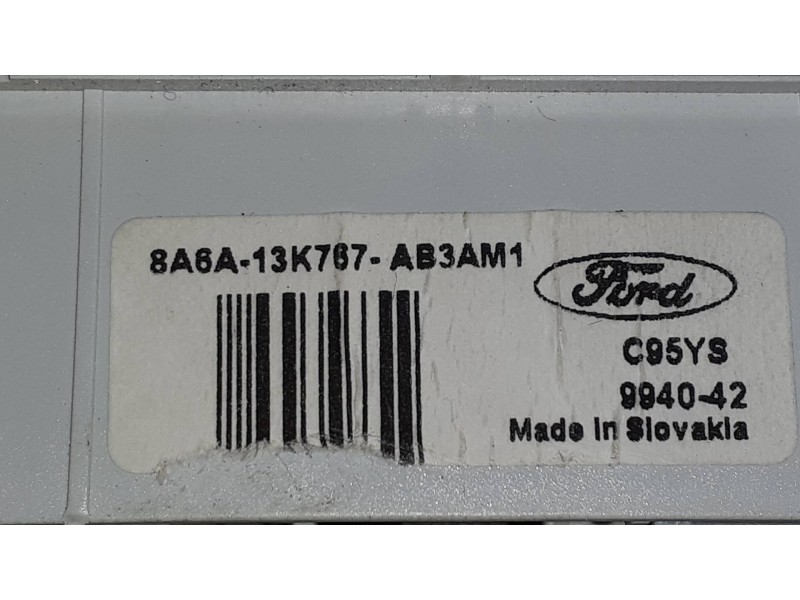 8A6A-13K767- AB3AM1
Ford
C95YS
9940-42
Made in Slovakia